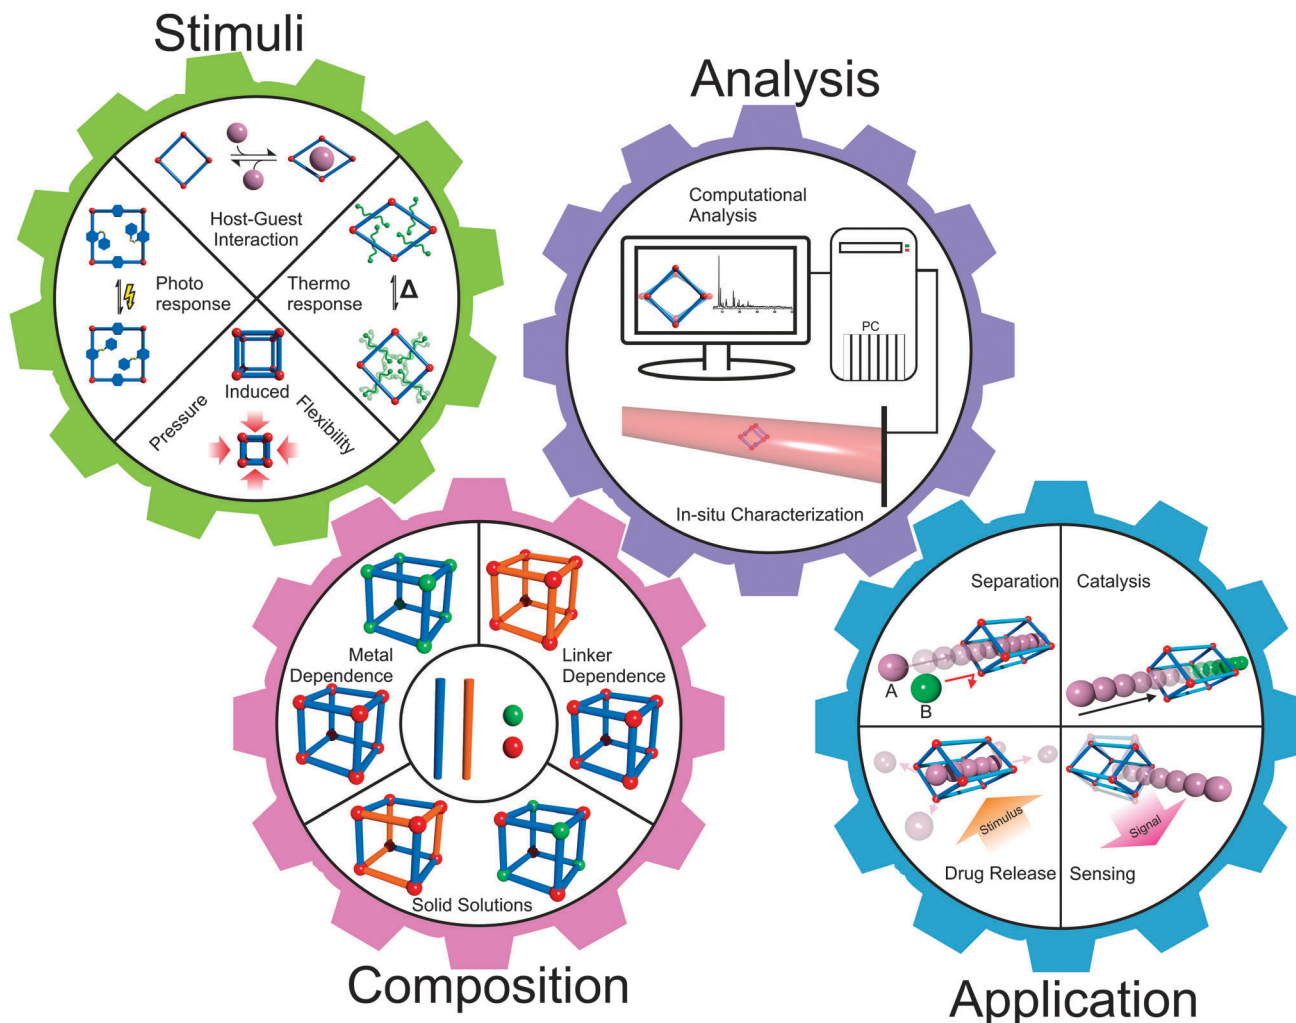 Stimuli
Host-Guest
Interaction
Photo
response
Thermo
response
Δ
Induced
Pressure
Flexibility
Analysis
Computational
Analysis
PC
In-situ Characterization
Metal
Dependence
Linker
Dependence
Solid Solutions
Composition
Separation
Catalysis
A
B
Stimulus
Signal
Drug Release
Sensing
Application